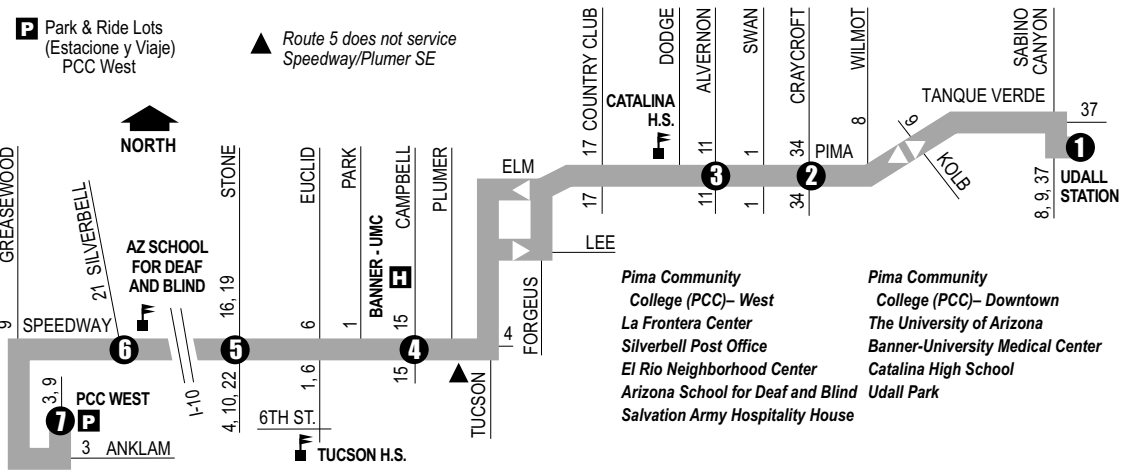 P Park & Ride Lots
(Estacione y Viaje)
PCC West
Route 5 does not service
Speedway/Plumer SE
NORTH
GREASEWOOD
9
SPEEDWAY
21 SILVERBELL
AZ SCHOOL
FOR DEAF
AND BLIND
STONE
16, 19
EUCLID
6
PARK
1
BANNER - UMC
H
CAMPBELL
15
PLUMER
ELM
17 COUNTRY CLUB
CATALINA
H.S.
DODGE
ALVERNON
11
SWAN
1
CRAYCROFT
34
PIMA
WILMOT
8
9
KOLB
TANQUE VERDE
SABINO
CANYON
37
1
UDALL
STATION
8, 9, 37
2
34
1
3
11
17
LEE
FORGEUS
4
TUCSON
4
15
1, 6
6TH ST.
TUCSON H.S.
5
4, 10, 22
I-10
6
3, 9
PCC WEST
7
P
3 ANKLAM
Pima Community
College (PCC)– West
La Frontera Center
Silverbell Post Office
El Rio Neighborhood Center
Arizona School for Deaf and Blind
Salvation Army Hospitality House
Pima Community
College (PCC)– Downtown
The University of Arizona
Banner-University Medical Center
Catalina High School
Udall Park